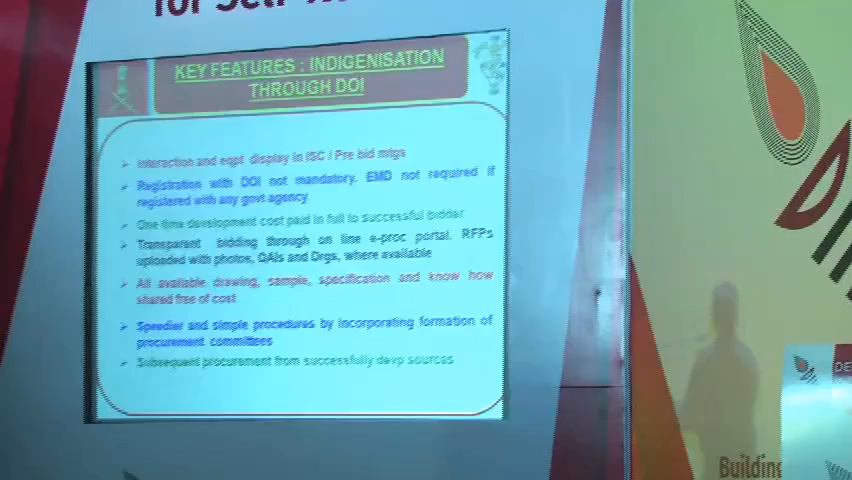 for Self
KEY FEATURES : INDIGENISATION
THROUGH DOI
Interaction and eqpt display in ISC / Pre bid mtgs
Registration with DOI not mandatory. EMD not required if
registered with any govt agency
One time development cost paid in full to successful bidder
Transparent bidding through on line e-proc portal. RFPs
uploaded with photos, QAIs and Drgs, where available
All available drawing, sample, specification and know how
shared free of cost
Speedier and simple procedures by incorporating formation of
procurement committees
Subsequent procurement from successfully devp sources
DE
Building